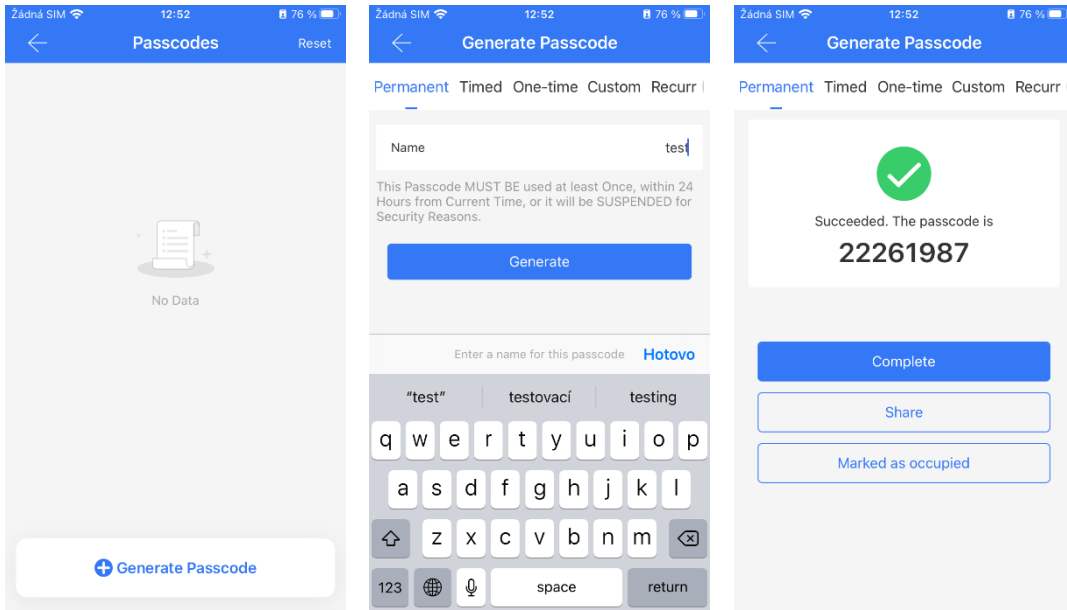 Žádná SIM 12:52 76 %
Passcodes Reset
No Data
Generate Passcode
Žádná SIM 12:52 76 %
Generate Passcode
Permanent Timed One-time Custom Recurr
Name test
This Passcode MUST BE used at least Once, within 24
Hours from Current Time, or it will be SUSPENDED for
Security Reasons.
Generate
Enter a name for this passcode Hotovo
"test" testovací testing
q w e r t y u i o p
a s d f g h j k l
z x c v b n m
123 space return
Žádná SIM 12:52 76 %
Generate Passcode
Permanent Timed One-time Custom Recurr
Succeeded. The passcode is
22261987
Complete
Share
Marked as occupied